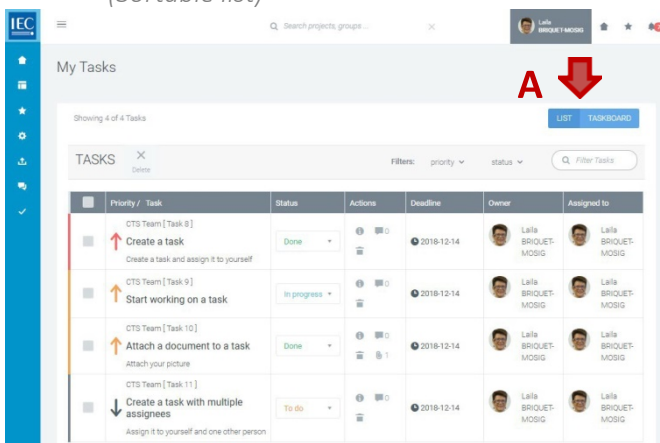 (Sortable list)
IEC
Search projects, groups ...
Laila
BRIQUET-MOSIG
My Tasks
A
Showing 4 of 4 Tasks
LIST TASKBOARD
TASKS
Delete
Filters: priority status Filter Tasks
Priority / Task Status Actions Deadline Owner Assigned to
CTS Team [ Task 8 ]
Create a task
Create a task and assign it to yourself
Done
0
2018-12-14
Laila
BRIQUET-
MOSIG
Laila
BRIQUET-
MOSIG
CTS Team [ Task 9 ]
Start working on a task
In progress
0
2018-12-14
Laila
BRIQUET-
MOSIG
Laila
BRIQUET-
MOSIG
CTS Team [ Task 10 ]
Attach a document to a task
Attach your picture
Done
0
1
2018-12-14
Laila
BRIQUET-
MOSIG
Laila
BRIQUET-
MOSIG
CTS Team [ Task 11 ]
Create a task with multiple
assignees
Assign it to yourself and one other person
To do
0
2018-12-14
Laila
BRIQUET-
MOSIG
Laila
BRIQUET-
MOSIG